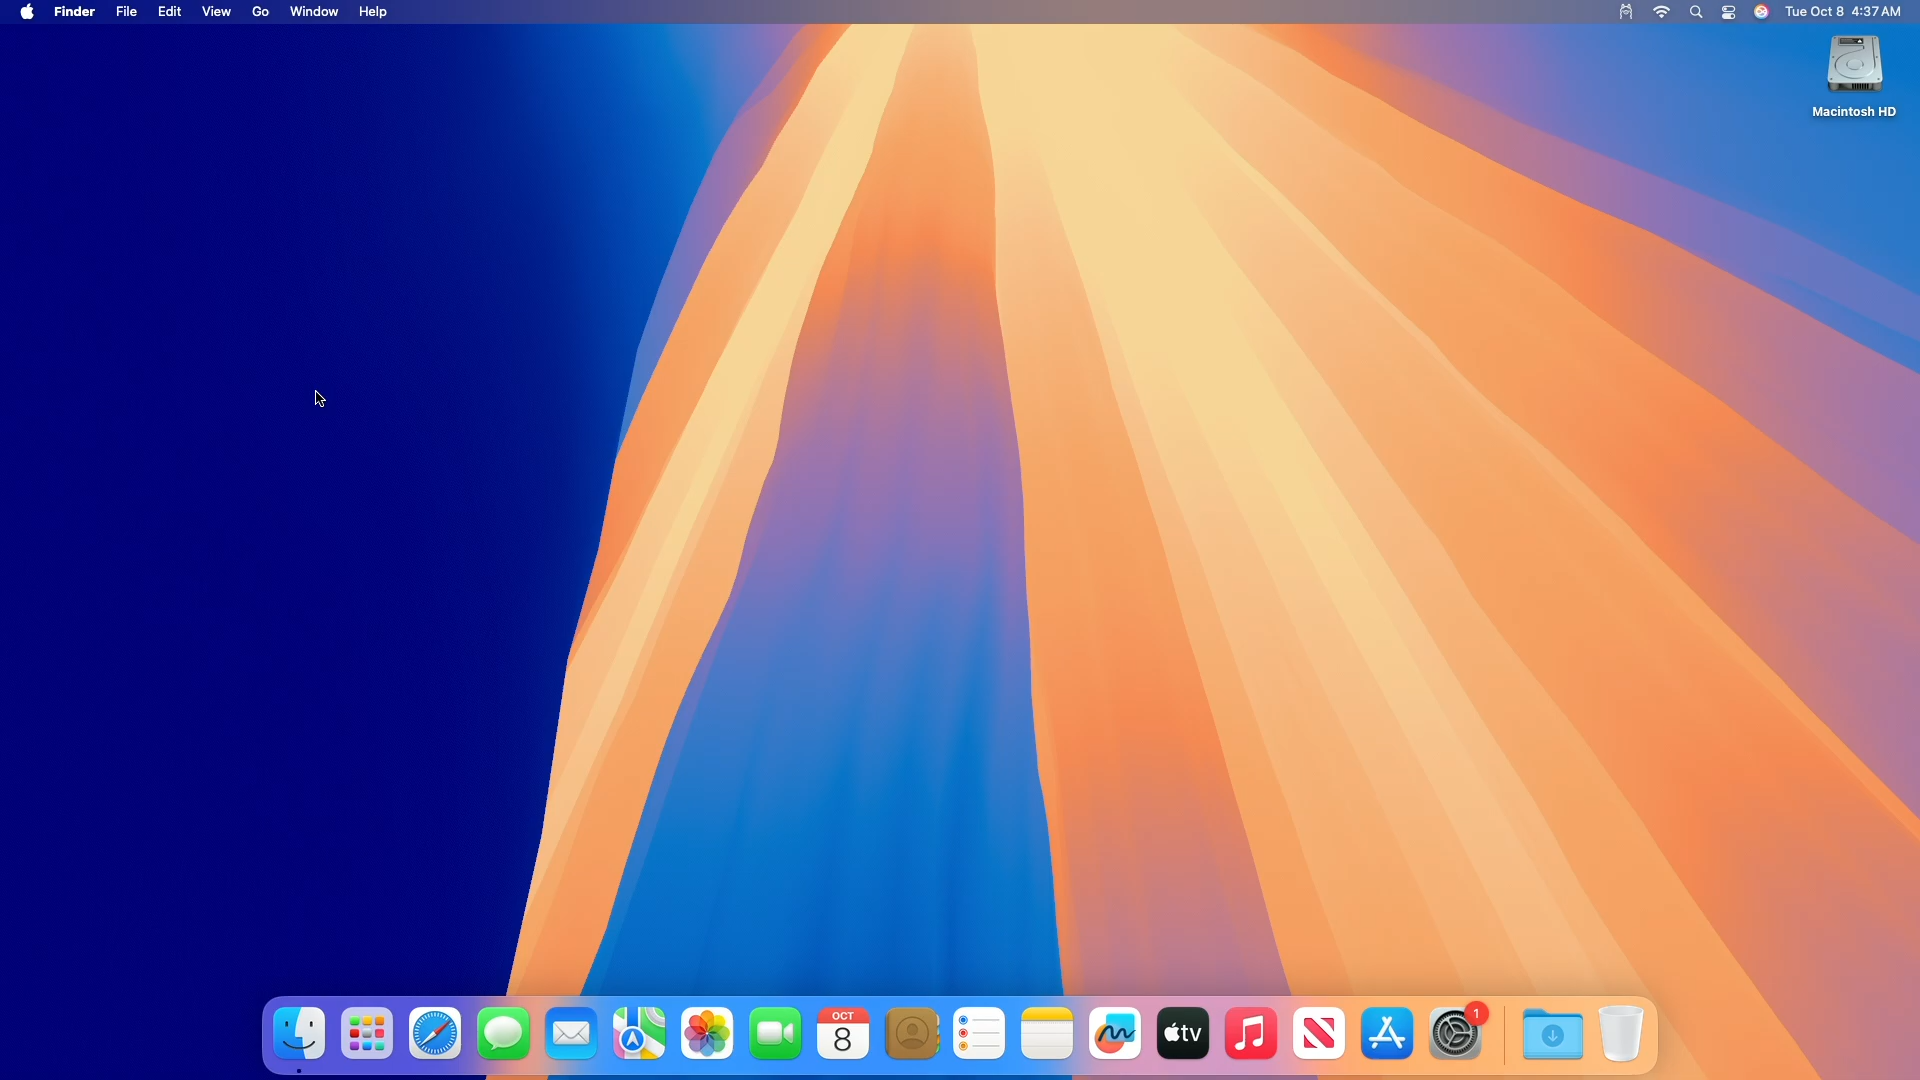 Finder File Edit View Go Window Help Tue Oct 8 4:37 AM
Macintosh HD
OCT
8
tv
1